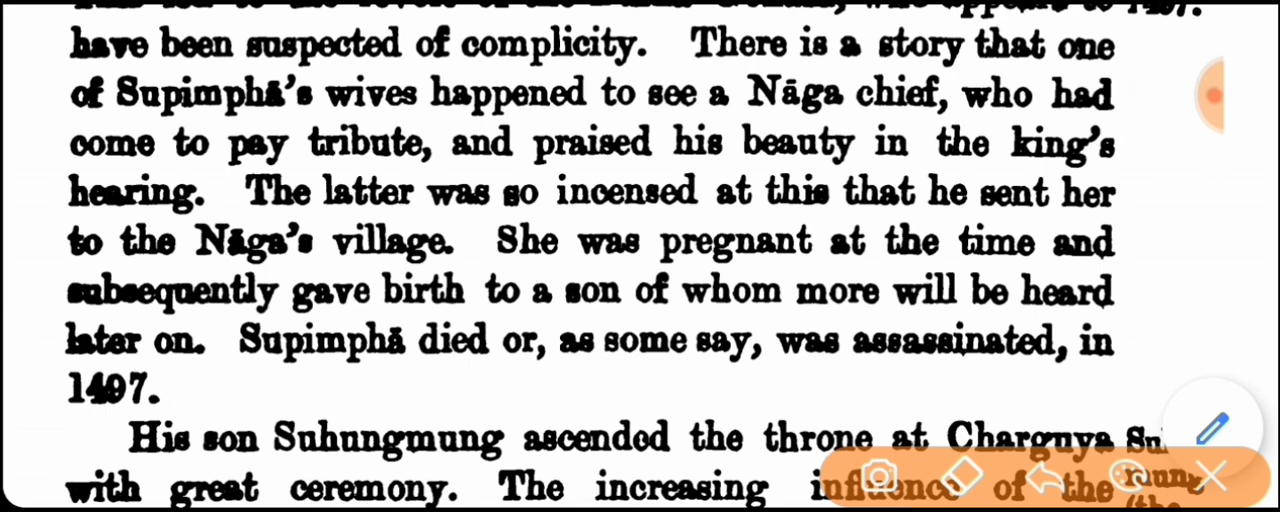 have been suspected of complicity. There is a story that one
of Supimphā's wives happened to see a Nāga chief, who had
come to pay tribute, and praised his beauty in the king's
hearing. The latter was so incensed at this that he sent her
to the Nāga's village. She was pregnant at the time and
subsequently gave birth to a son of whom more will be heard
later on. Supimphā died or, as some say, was assassinated, in
1497.
His son Suhungmung ascended the throne at Charguya
with great ceremony. The increasing influence of the